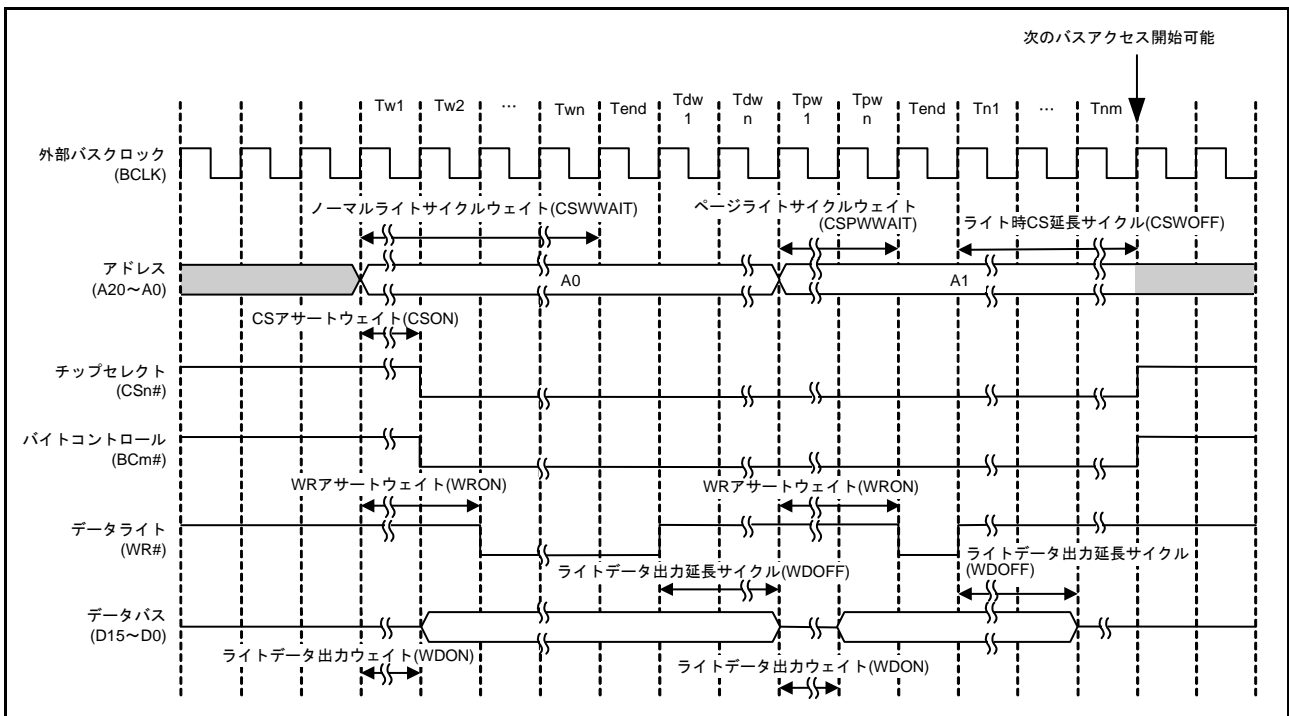 次のバスアクセス開始可能
Tw1 Tw2 … Twn Tend Tdw1 Tdwn Tpw1 Tpwn Tend Tn1 … Tnm
外部バスクロック
(BCLK)
ノーマルライトサイクルウェイト(CSWWAIT)
ページライトサイクルウェイト
(CSPWWAIT)
ライト時CS延長サイクル(CSWOFF)
アドレス
(A20～A0)
A0
A1
CSアサートウェイト(CSON)
チップセレクト
(CSn#)
バイトコントロール
(BCm#)
WRアサートウェイト(WRON)
WRアサートウェイト(WRON)
データライト
(WR#)
ライトデータ出力延長サイクル(WDOFF)
ライトデータ出力延長サイクル
(WDOFF)
データバス
(D15～D0)
ライトデータ出力ウェイト(WDON)
ライトデータ出力ウェイト(WDON)